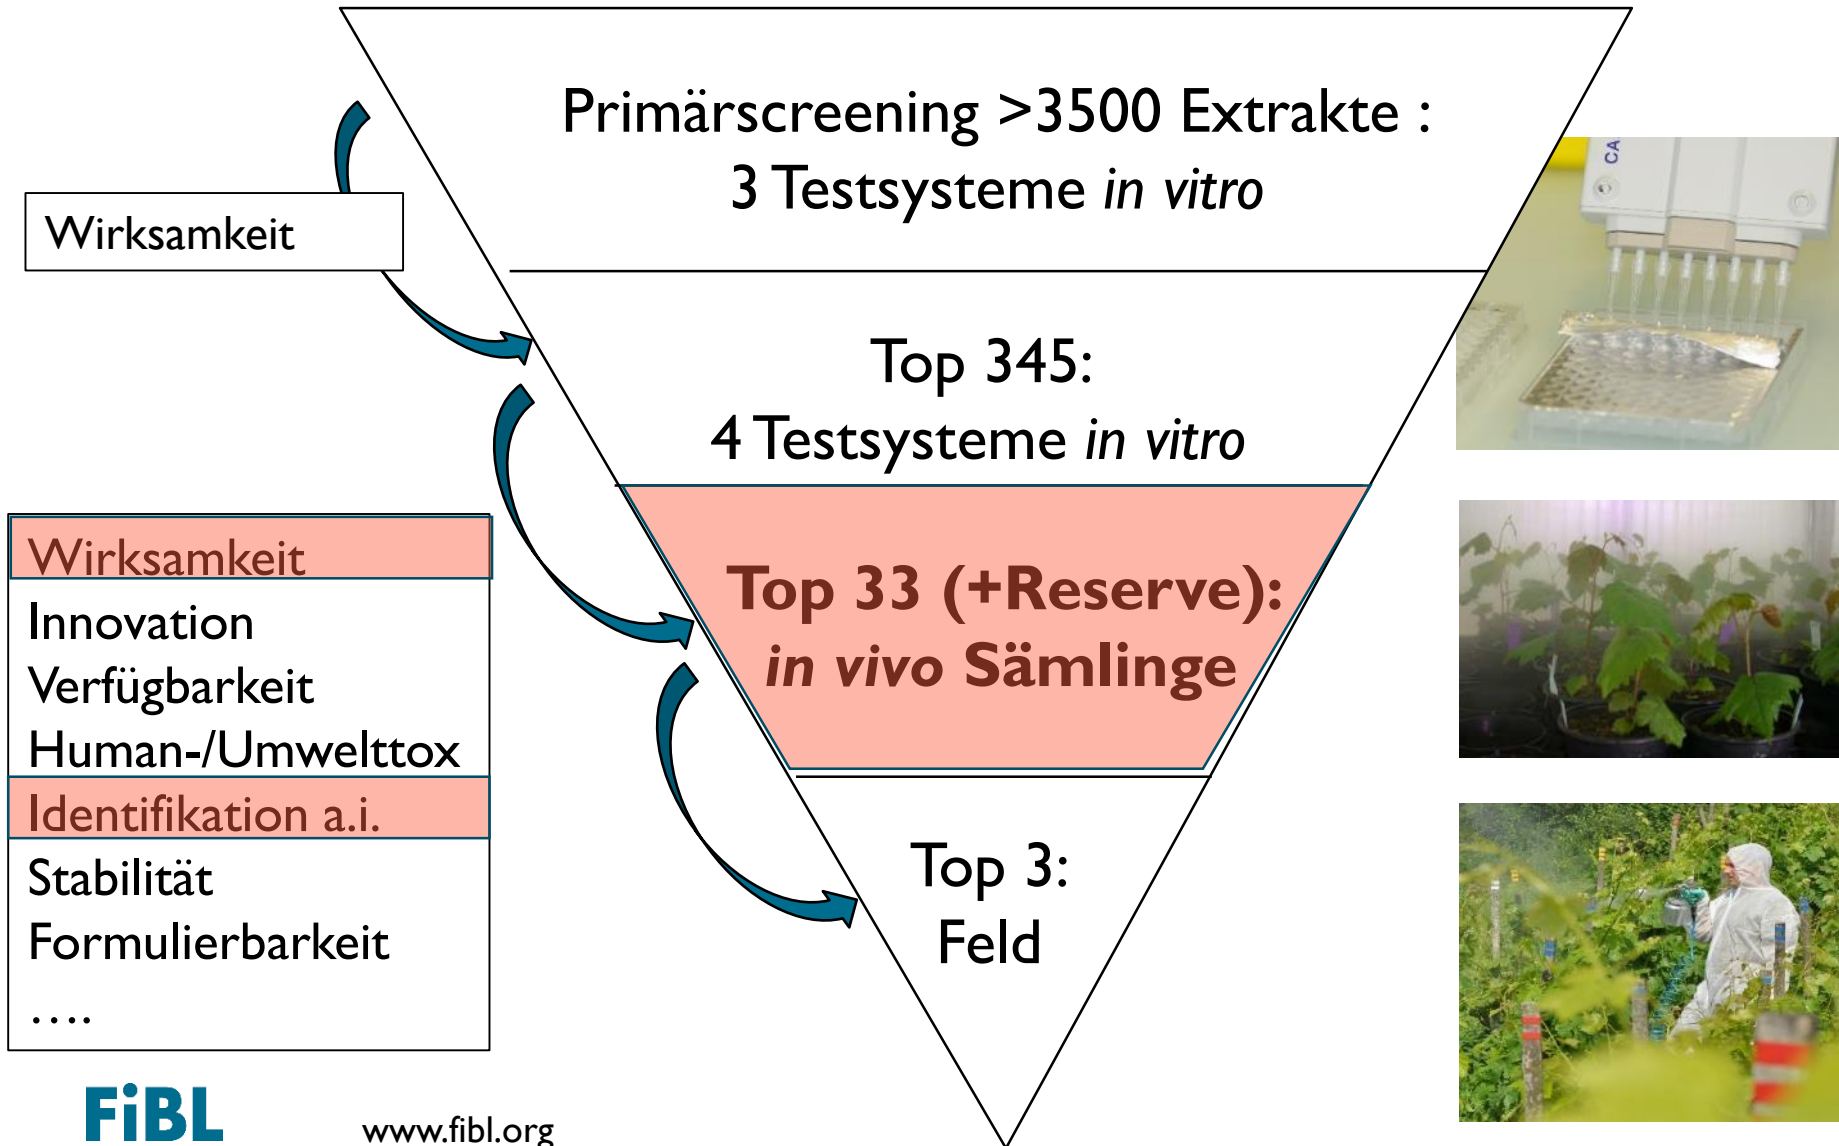 Primärscreening >3500 Extrakte :
3 Testsysteme in vitro
CA
Wirksamkeit
Top 345:
4 Testsysteme in vitro
Wirksamkeit
Innovation
Verfügbarkeit
Human-/Umwelttox
Identifikation a.i.
Stabilität
Formulierbarkeit
....
Top 33 (+Reserve):
in vivo Sämlinge
Top 3:
Feld
FiBL
www.fibl.org